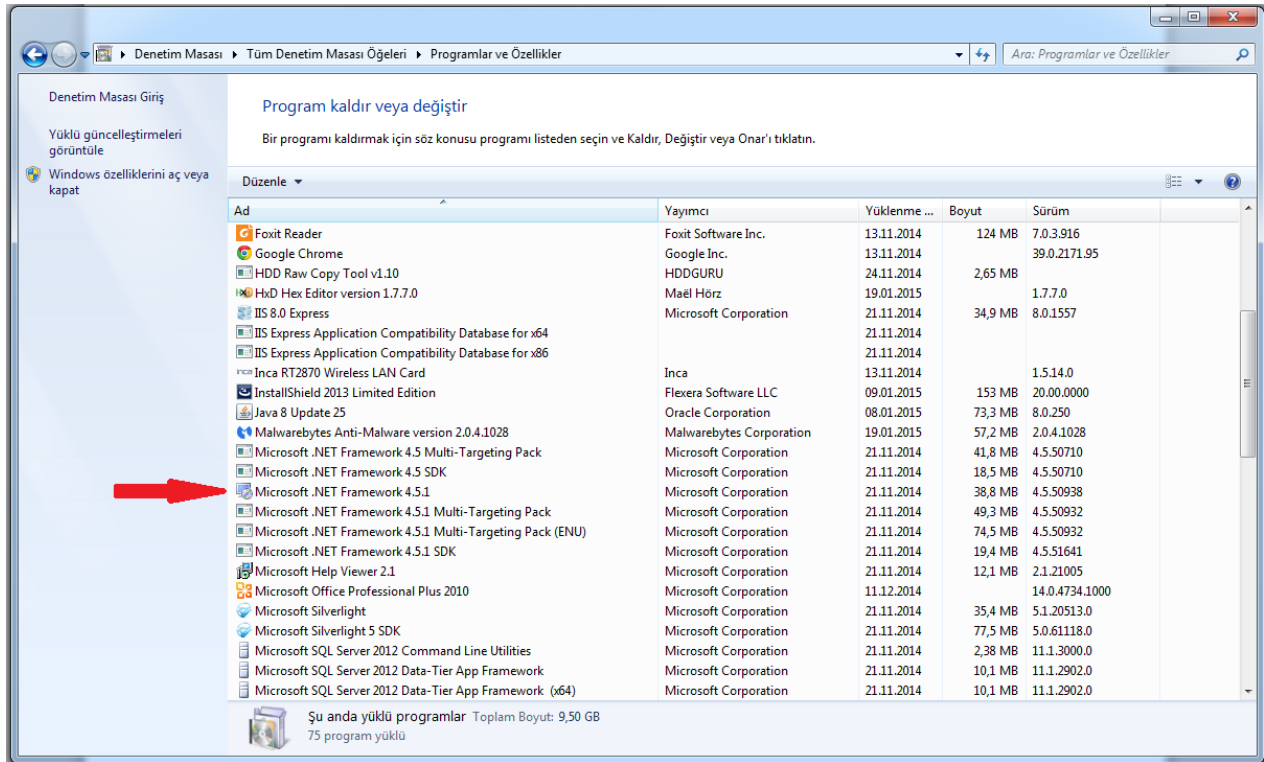 Denetim Masası ▸ Tüm Denetim Masası Öğeleri ▸ Programlar ve Özellikler
Ara: Programlar ve Özellikler
Denetim Masası Giriş
Yüklü güncelleştirmeleri
görüntüle
Windows özelliklerini aç veya
kapat
Program kaldır veya değiştir
Bir programı kaldırmak için söz konusu programı listeden seçin ve Kaldır, Değiştir veya Onar'ı tıklatın.
Düzenle
Ad Yayımcı Yüklenme ... Boyut Sürüm
Foxit Reader Foxit Software Inc. 13.11.2014 124 MB 7.0.3.916
Google Chrome Google Inc. 13.11.2014 39.0.2171.95
HDD Raw Copy Tool v1.10 HDDGURU 24.11.2014 2,65 MB
HxD Hex Editor version 1.7.7.0 Maël Hörz 19.01.2015 1.7.7.0
IIS 8.0 Express Microsoft Corporation 21.11.2014 34,9 MB 8.0.1557
IIS Express Application Compatibility Database for x64 21.11.2014
IIS Express Application Compatibility Database for x86 21.11.2014
Inca RT2870 Wireless LAN Card Inca 13.11.2014 1.5.14.0
InstallShield 2013 Limited Edition Flexera Software LLC 09.01.2015 153 MB 20.00.0000
Java 8 Update 25 Oracle Corporation 08.01.2015 73,3 MB 8.0.250
Malwarebytes Anti-Malware version 2.0.4.1028 Malwarebytes Corporation 19.01.2015 57,2 MB 2.0.4.1028
Microsoft .NET Framework 4.5 Multi-Targeting Pack Microsoft Corporation 21.11.2014 41,8 MB 4.5.50710
Microsoft .NET Framework 4.5 SDK Microsoft Corporation 21.11.2014 18,5 MB 4.5.50710
Microsoft .NET Framework 4.5.1 Microsoft Corporation 21.11.2014 38,8 MB 4.5.50938
Microsoft .NET Framework 4.5.1 Multi-Targeting Pack Microsoft Corporation 21.11.2014 49,3 MB 4.5.50932
Microsoft .NET Framework 4.5.1 Multi-Targeting Pack (ENU) Microsoft Corporation 21.11.2014 74,5 MB 4.5.50932
Microsoft .NET Framework 4.5.1 SDK Microsoft Corporation 21.11.2014 19,4 MB 4.5.51641
Microsoft Help Viewer 2.1 Microsoft Corporation 21.11.2014 12,1 MB 2.1.21005
Microsoft Office Professional Plus 2010 Microsoft Corporation 11.12.2014 14.0.4734.1000
Microsoft Silverlight Microsoft Corporation 21.11.2014 35,4 MB 5.1.20513.0
Microsoft Silverlight 5 SDK Microsoft Corporation 21.11.2014 77,5 MB 5.0.61118.0
Microsoft SQL Server 2012 Command Line Utilities Microsoft Corporation 21.11.2014 2,38 MB 11.1.3000.0
Microsoft SQL Server 2012 Data-Tier App Framework Microsoft Corporation 21.11.2014 10,1 MB 11.1.2902.0
Microsoft SQL Server 2012 Data-Tier App Framework (x64) Microsoft Corporation 21.11.2014 10,1 MB 11.1.2902.0
Şu anda yüklü programlar Toplam Boyut: 9,50 GB
75 program yüklü